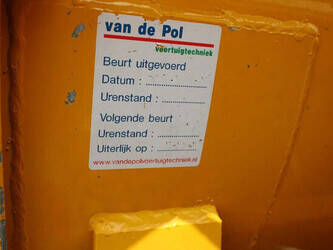 van de Pol
voertuigtechniek
Beurt uitgevoerd
Datum : ....................
Urenstand : ...............
Volgende beurt
Urenstand : .............
Uiterlijk op : ............
www.vandepolvoertuigtechniek.nl